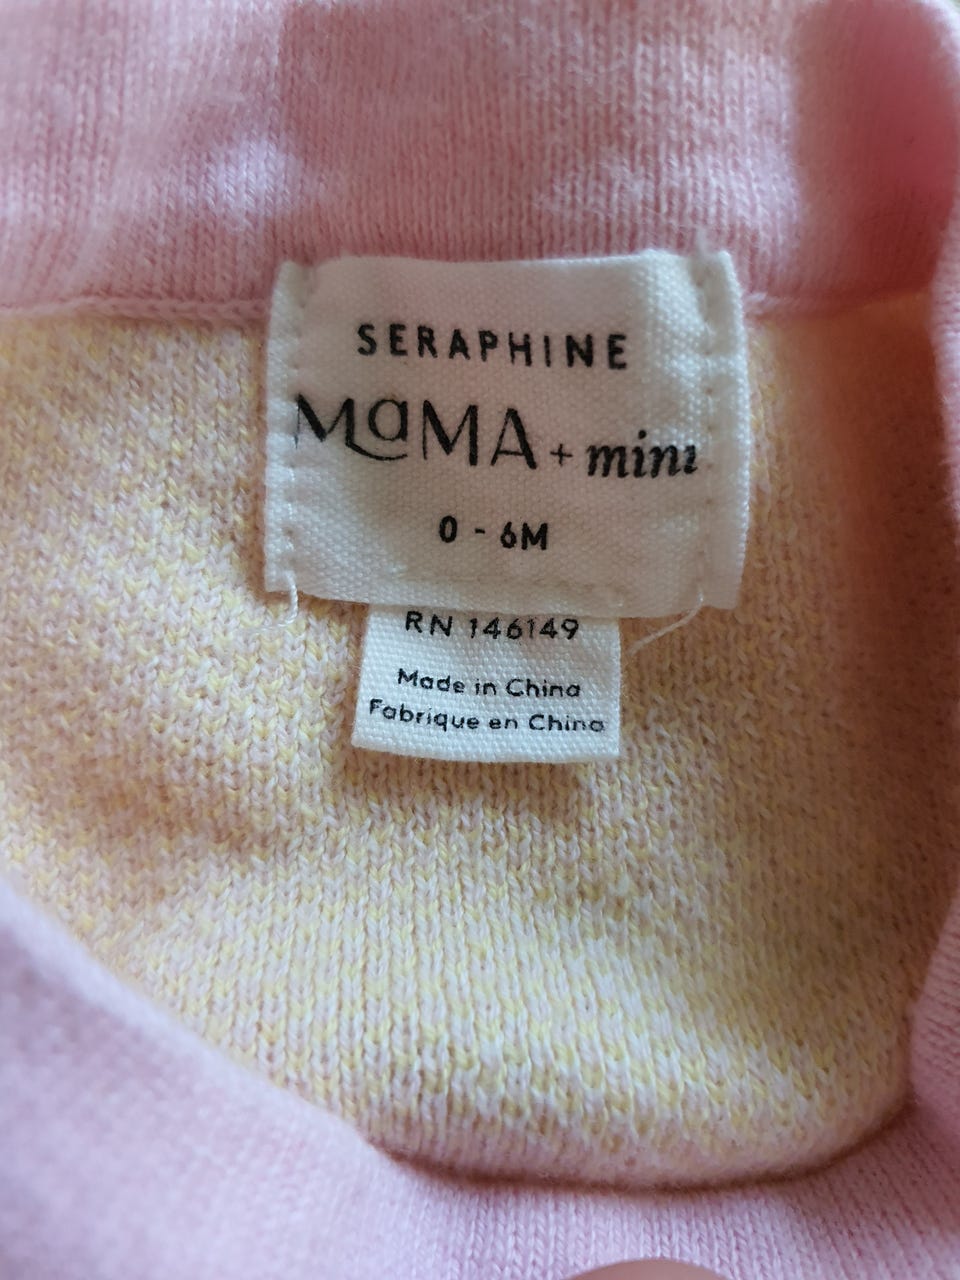 SERAPHINE
MaMA + mini
0 - 6M
RN 146149
Made in China
Fabrique en China